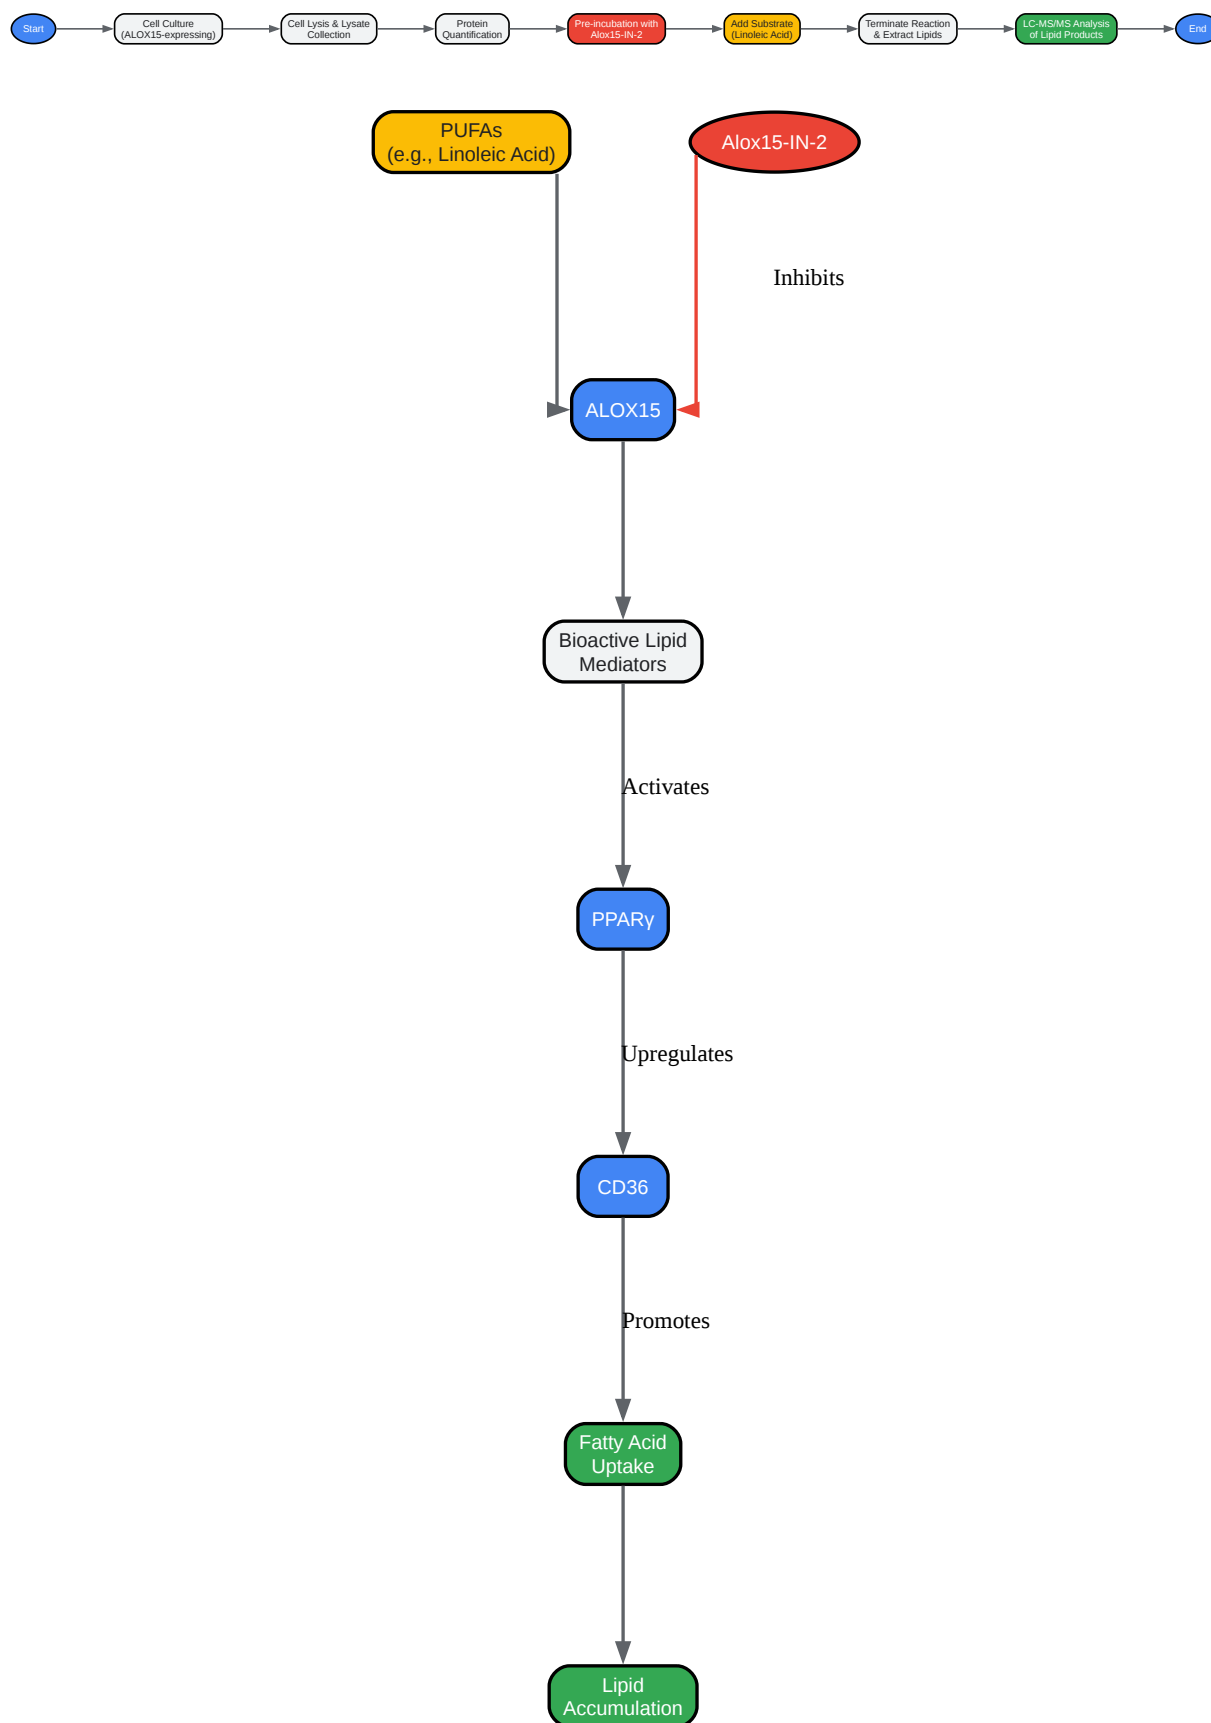 Start
Cell Culture
(ALOX15-expressing)
Cell Lysis & Lysate
Collection
Protein
Quantification
Pre-incubation with
Alox15-IN-2
Add Substrate
(Linoleic Acid)
Terminate Reaction
& Extract Lipids
LC-MS/MS Analysis
of Lipid Products
End
PUFAs
(e.g., Linoleic Acid)
Alox15-IN-2
Inhibits
ALOX15
Bioactive Lipid
Mediators
Activates
PPARγ
Upregulates
CD36
Promotes
Fatty Acid
Uptake
Lipid
Accumulation